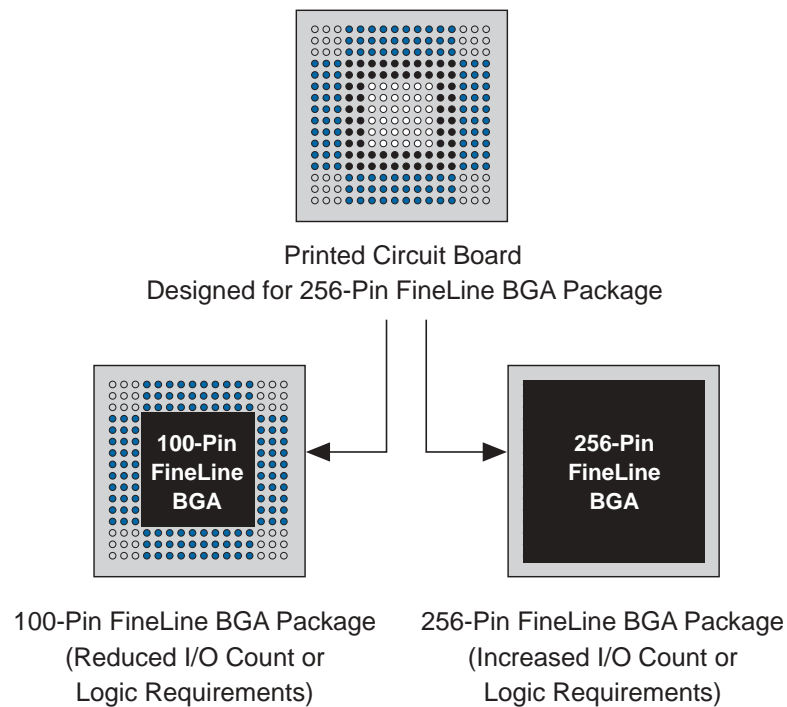 Printed Circuit Board
Designed for 256-Pin FineLine BGA Package
100-Pin
FineLine
BGA
256-Pin
FineLine
BGA
100-Pin FineLine BGA Package
(Reduced I/O Count or
Logic Requirements)
256-Pin FineLine BGA Package
(Increased I/O Count or
Logic Requirements)